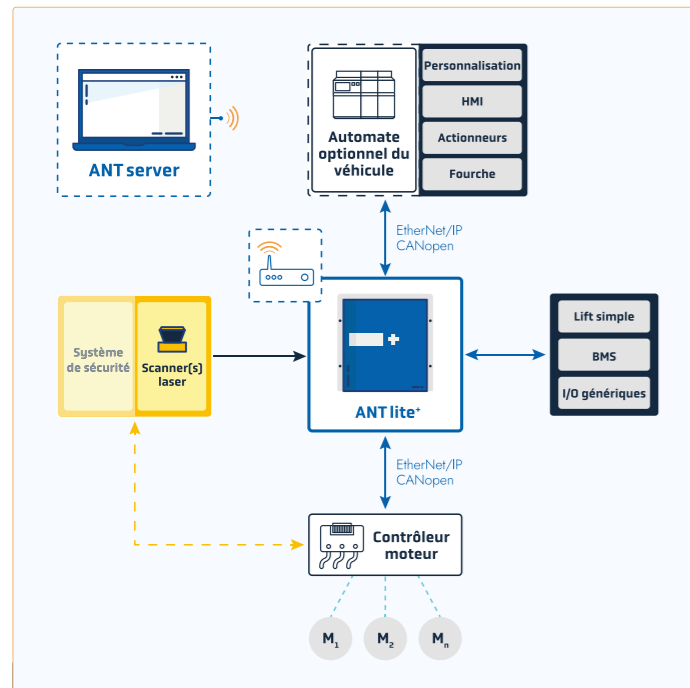 ANT server
Automate
optionnel du
véhicule
Personnalisation
HMI
Actionneurs
Fourche
EtherNet/IP
CANopen
Système
de sécurité
Scanner(s)
laser
ANT lite+
Lift simple
BMS
I/O génériques
EtherNet/IP
CANopen
Contrôleur
moteur
M1
M2
Mn